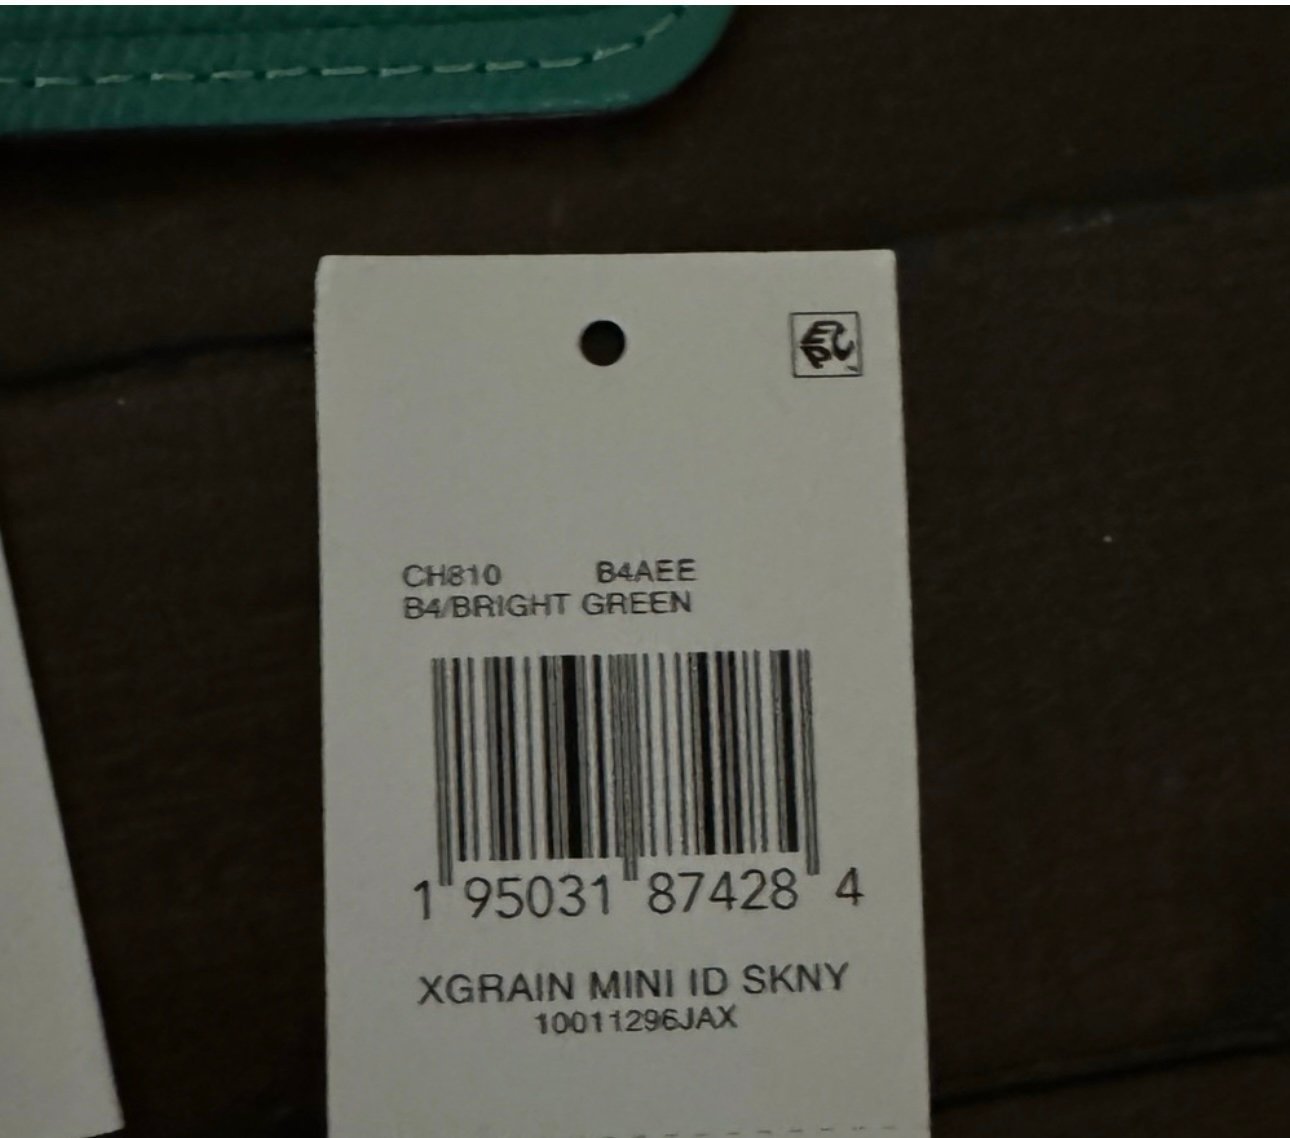 CH810 B4AEE
B4/BRIGHT GREEN
1 95031 87428 4
XGRAIN MINI ID SKNY
10011296JAX